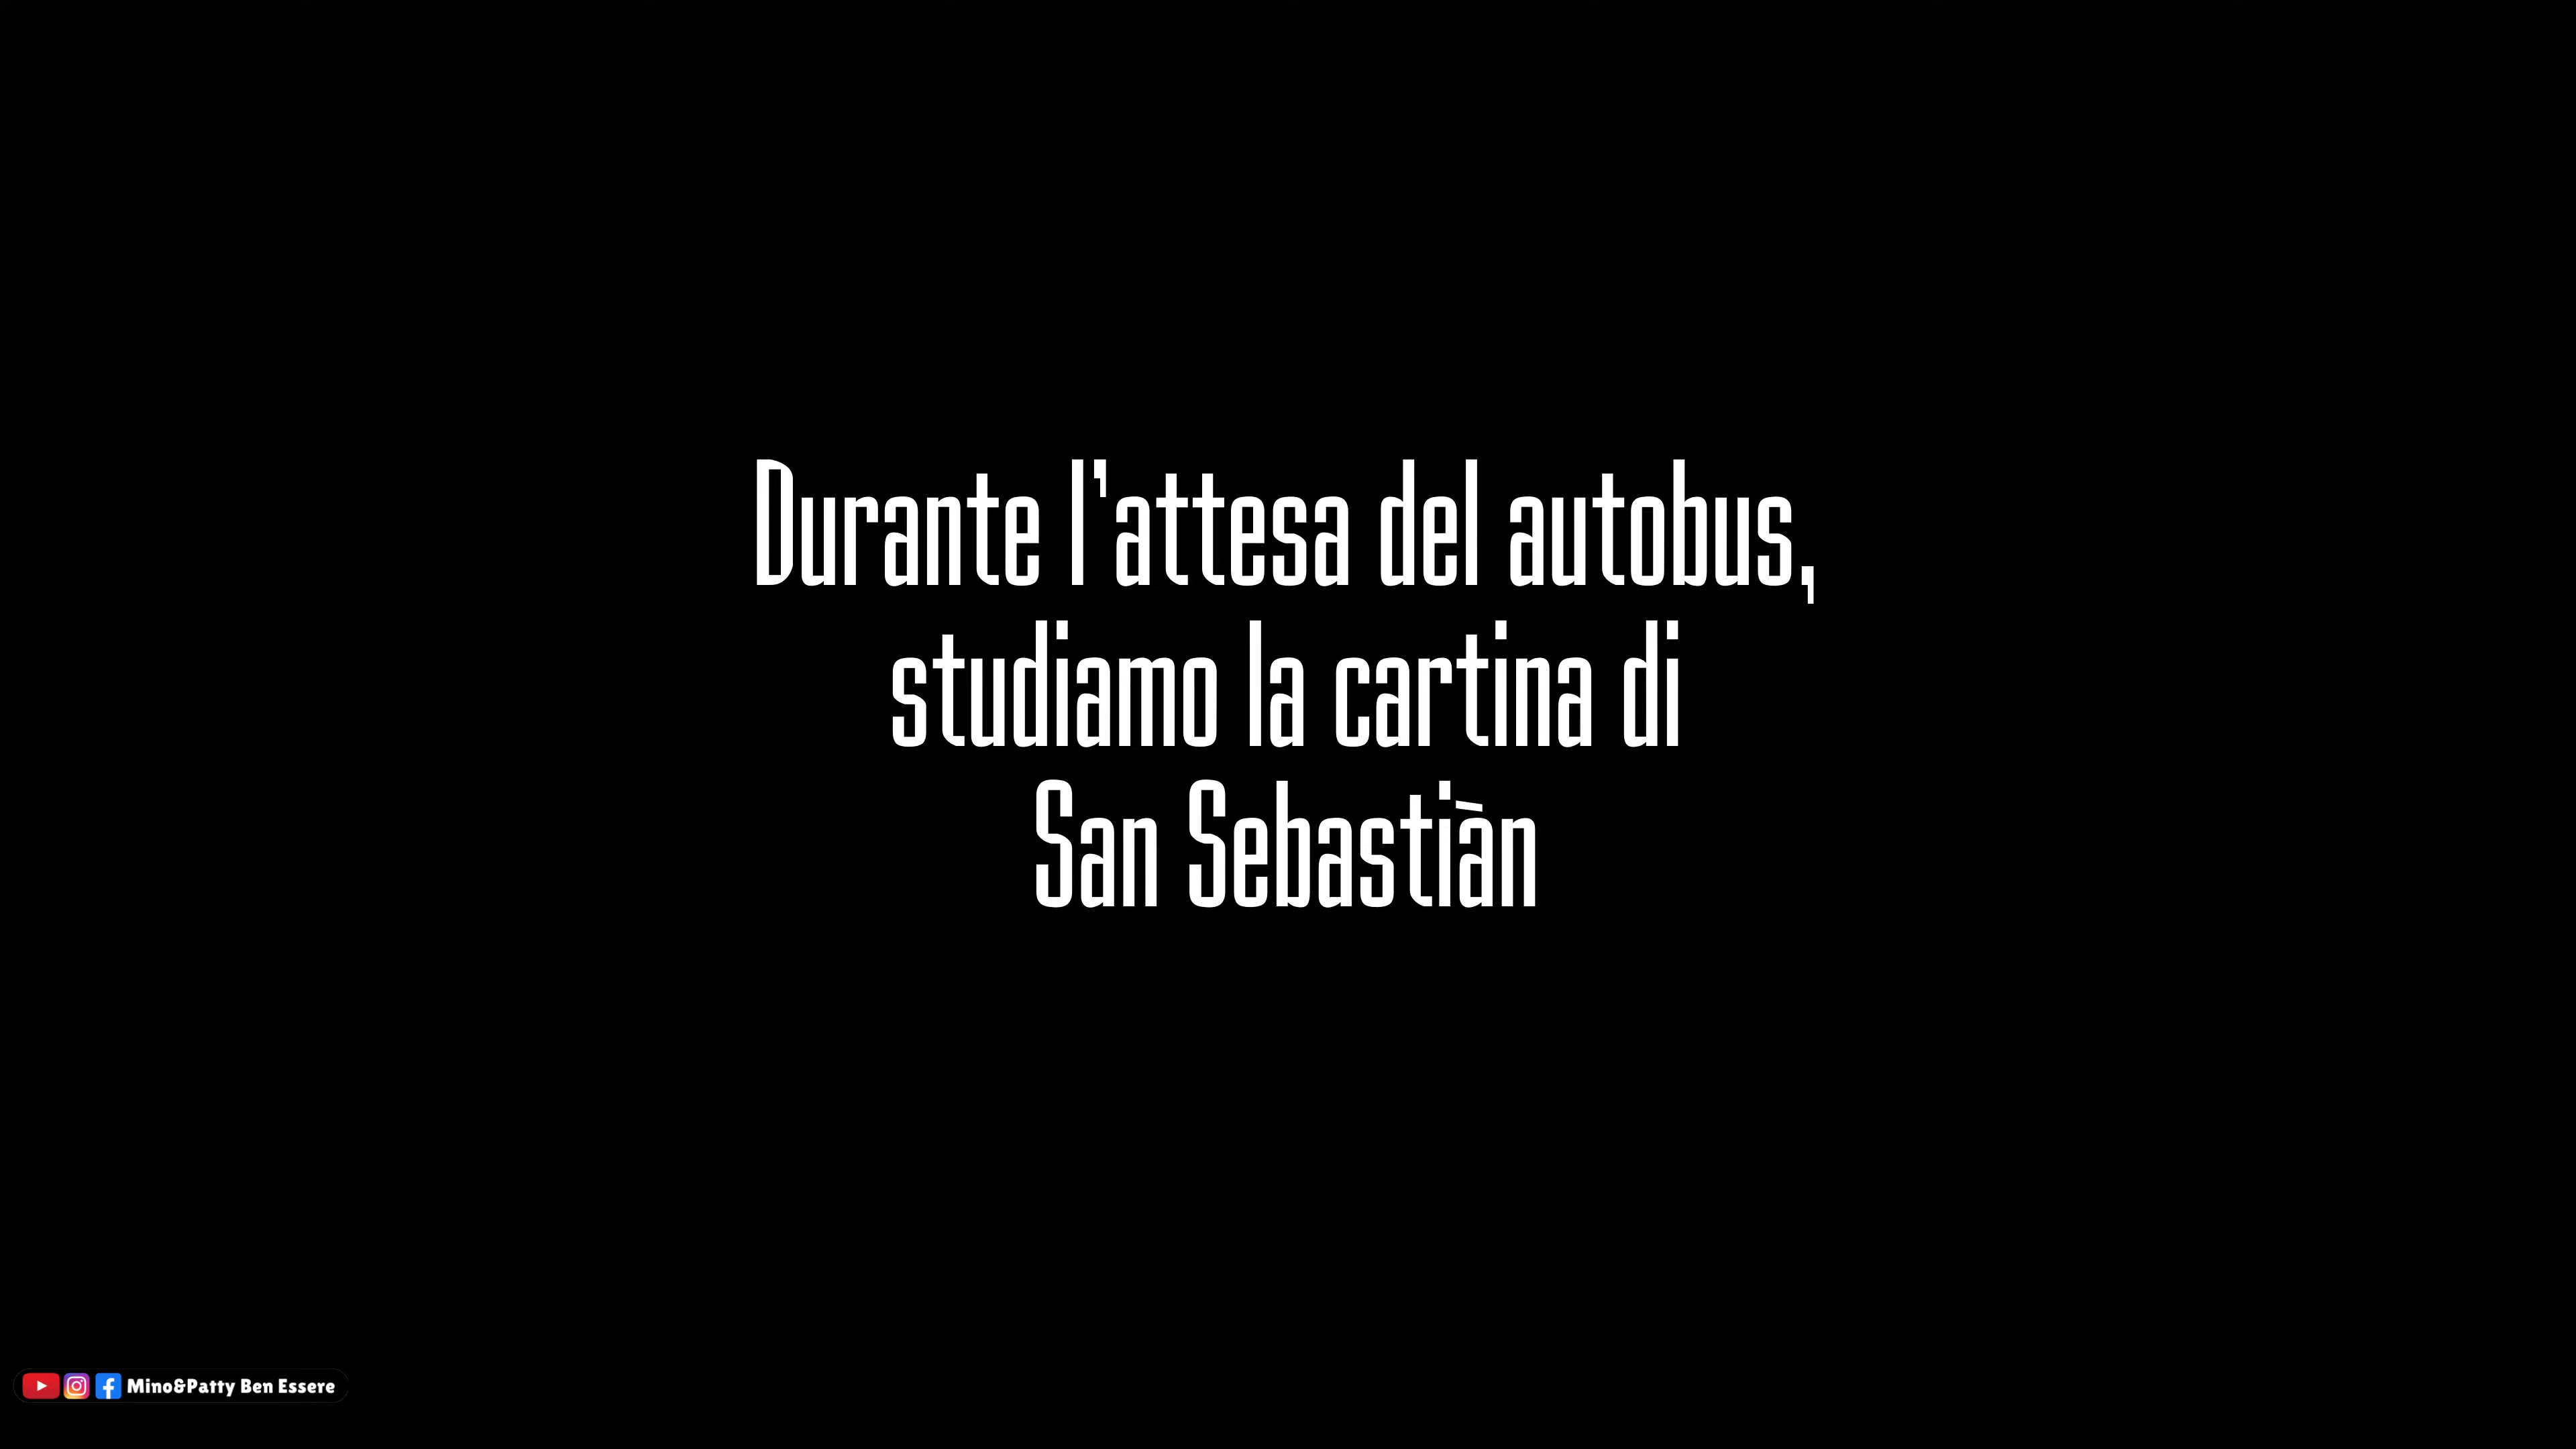 Durante l'attesa del autobus,
studiamo la cartina di
San Sebastiàn
Mino&Patty Ben Essere